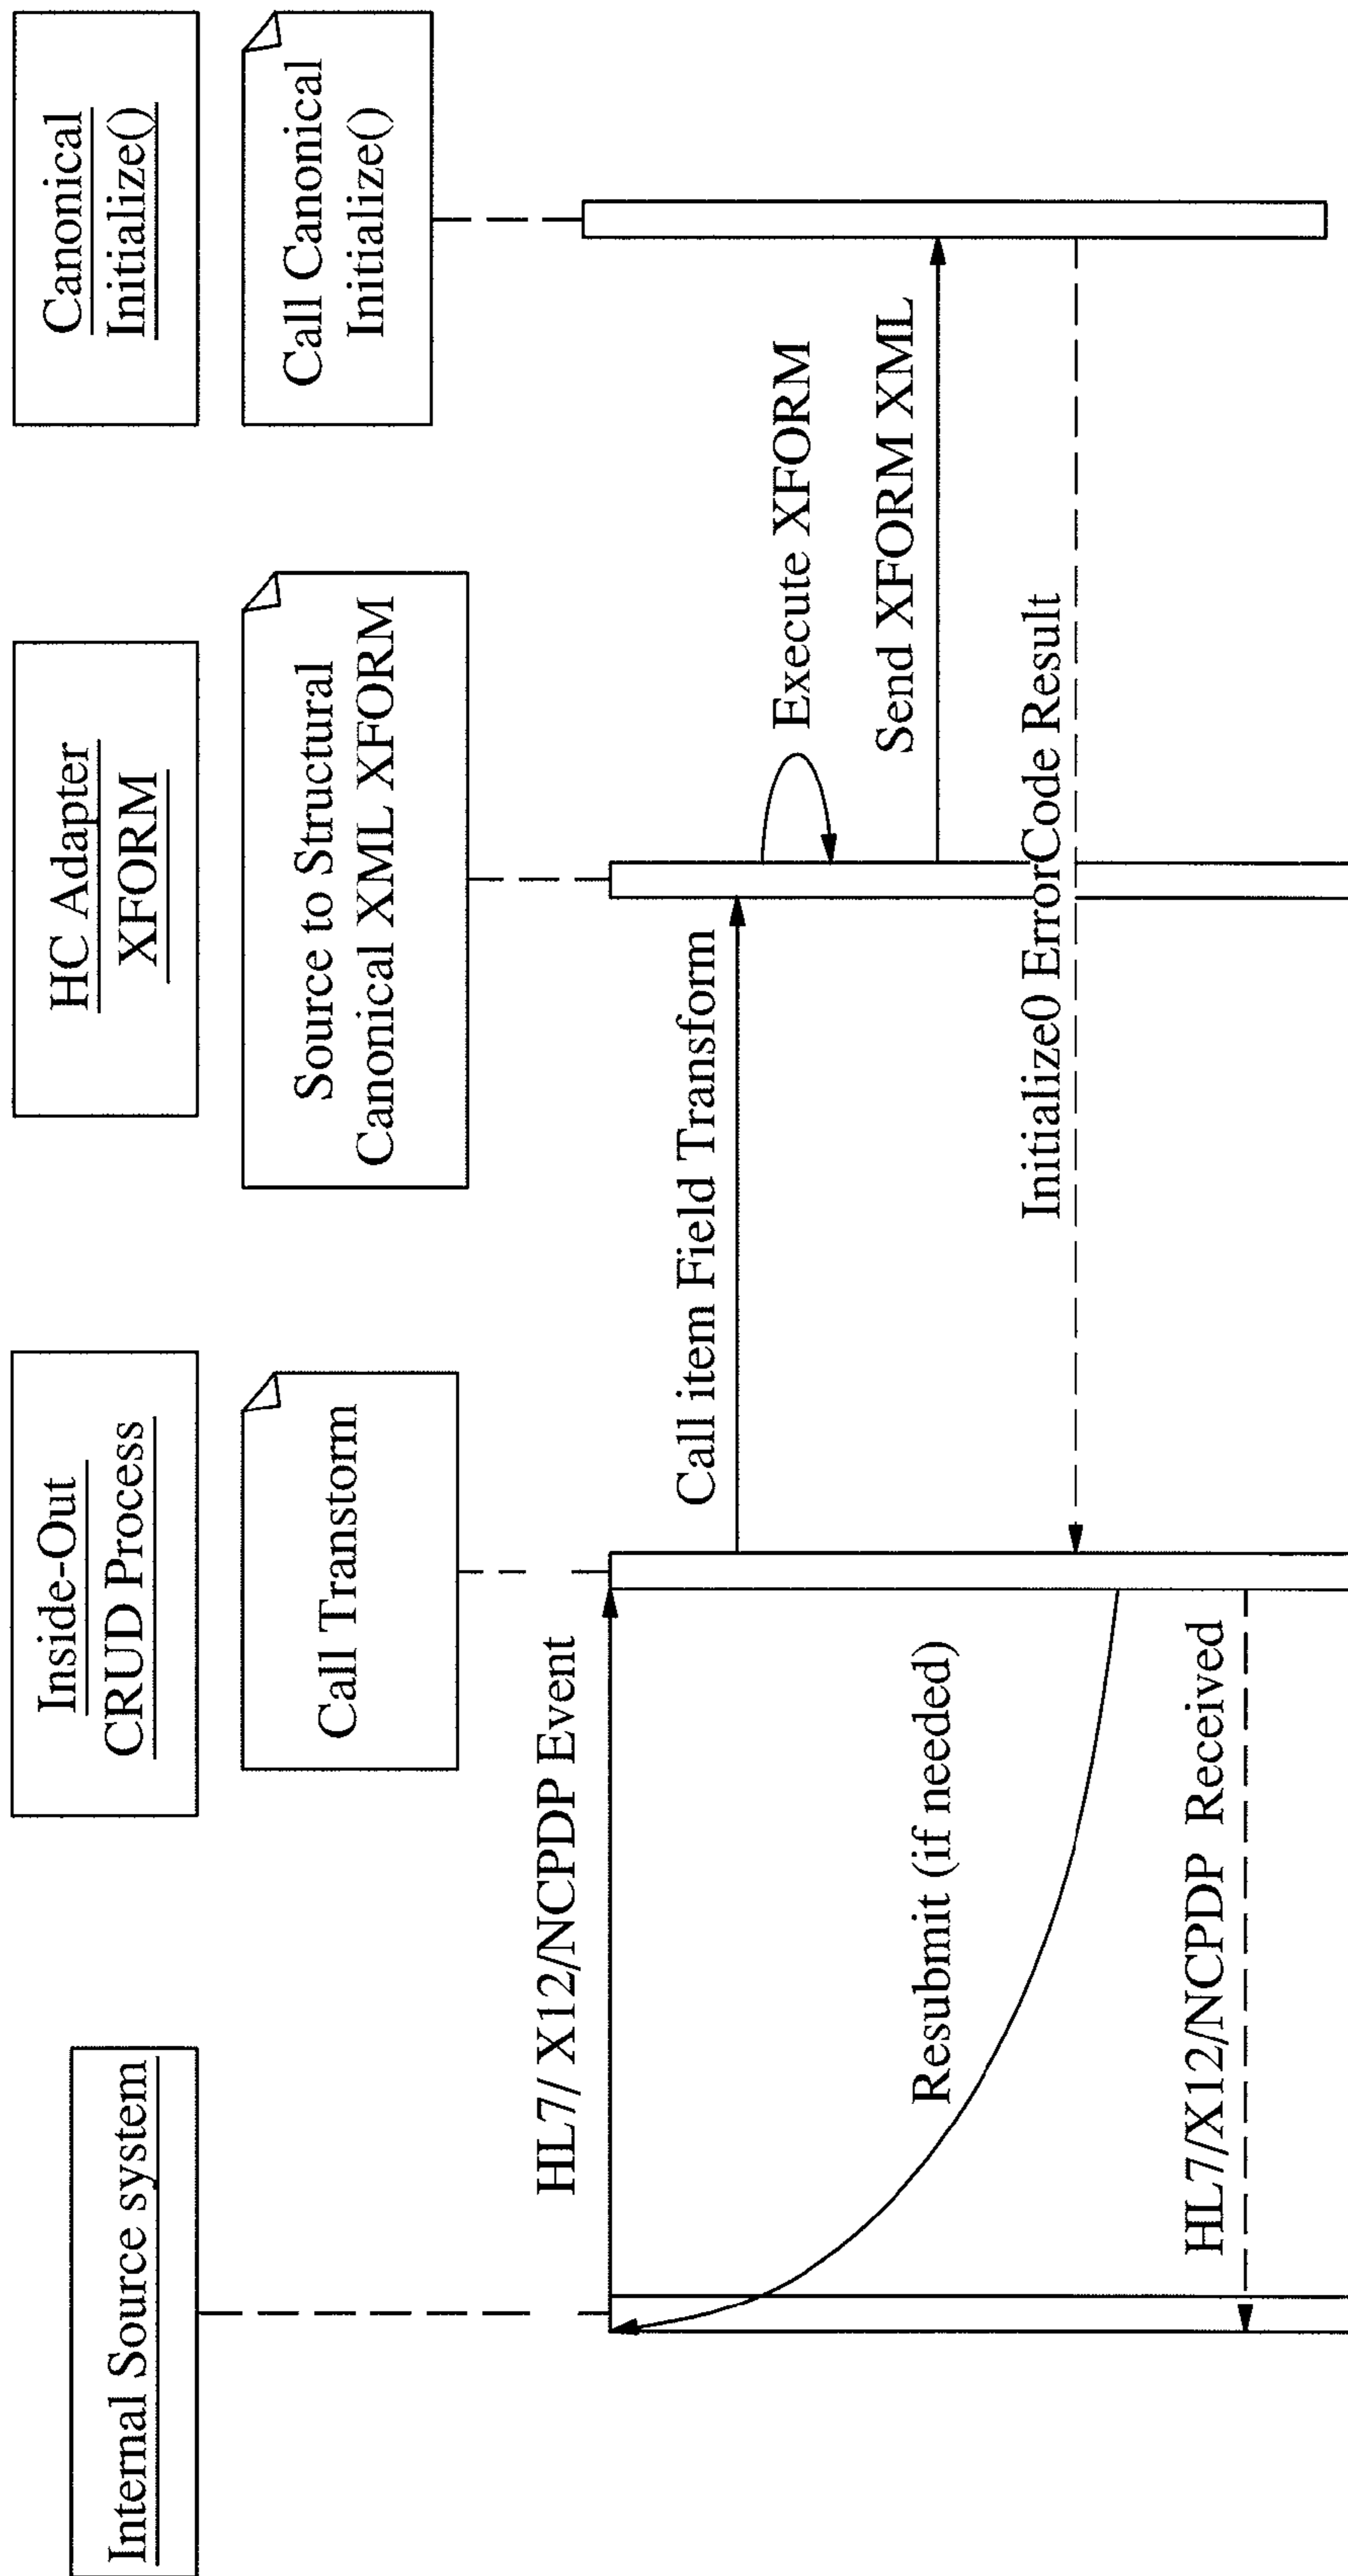 Internal Source system
Inside-Out
CRUD Process
HC Adapter
XFORM
Canonical
Initialize()
Call Transtorm
Source to Structural
Canonical XML XFORM
Call Canonical
Initialize()
HL7/ X12/NCPDP Event
Call item Field Transform
Execute XFORM
Send XFORM XML
Resubmit (if needed)
Initialize0 ErrorCode Result
HL7/X12/NCPDP Received